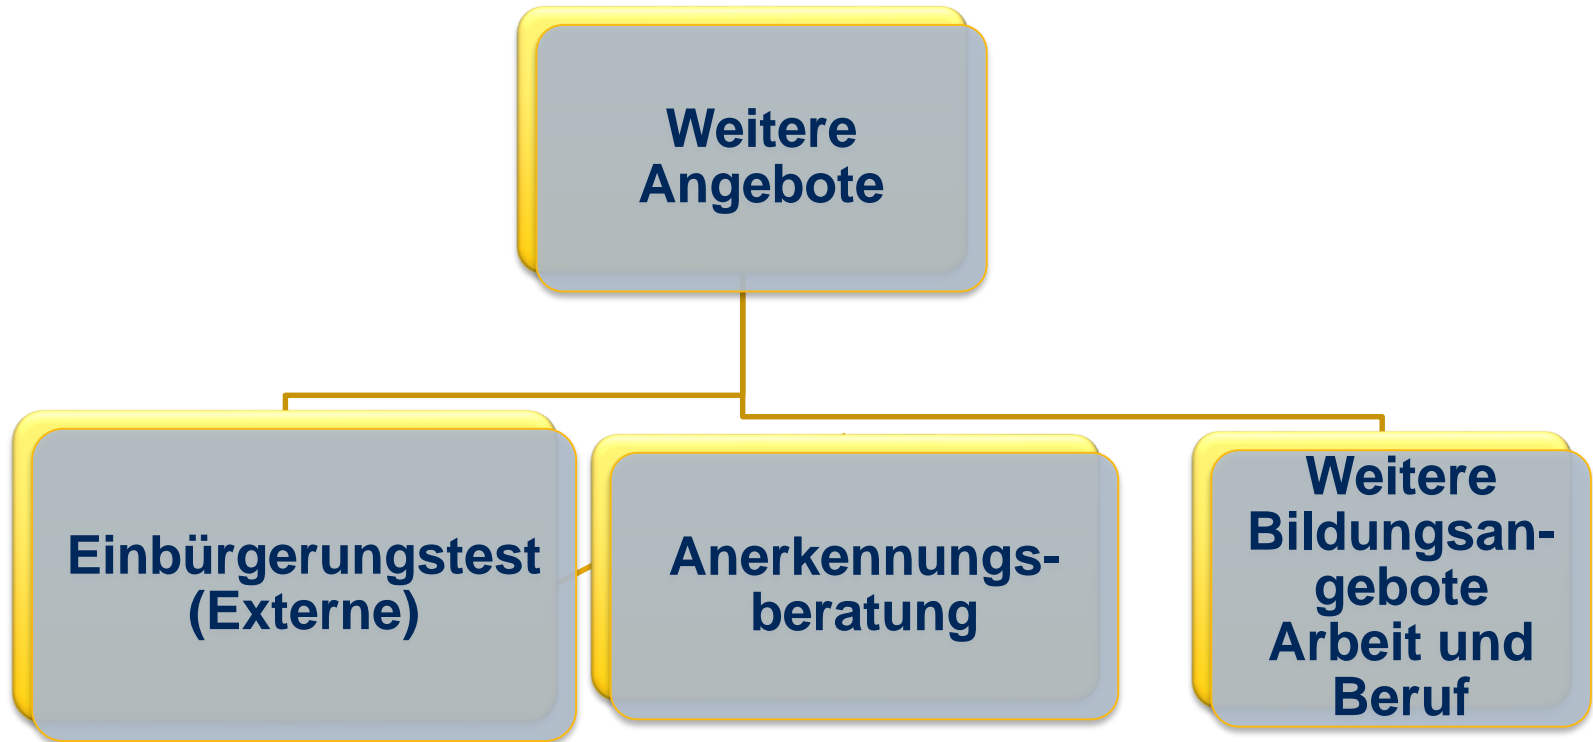 Weitere
Angebote
Einbürgerungstest
(Externe)
Anerkennungs-
beratung
Weitere
Bildungsan-
gebote
Arbeit und
Beruf